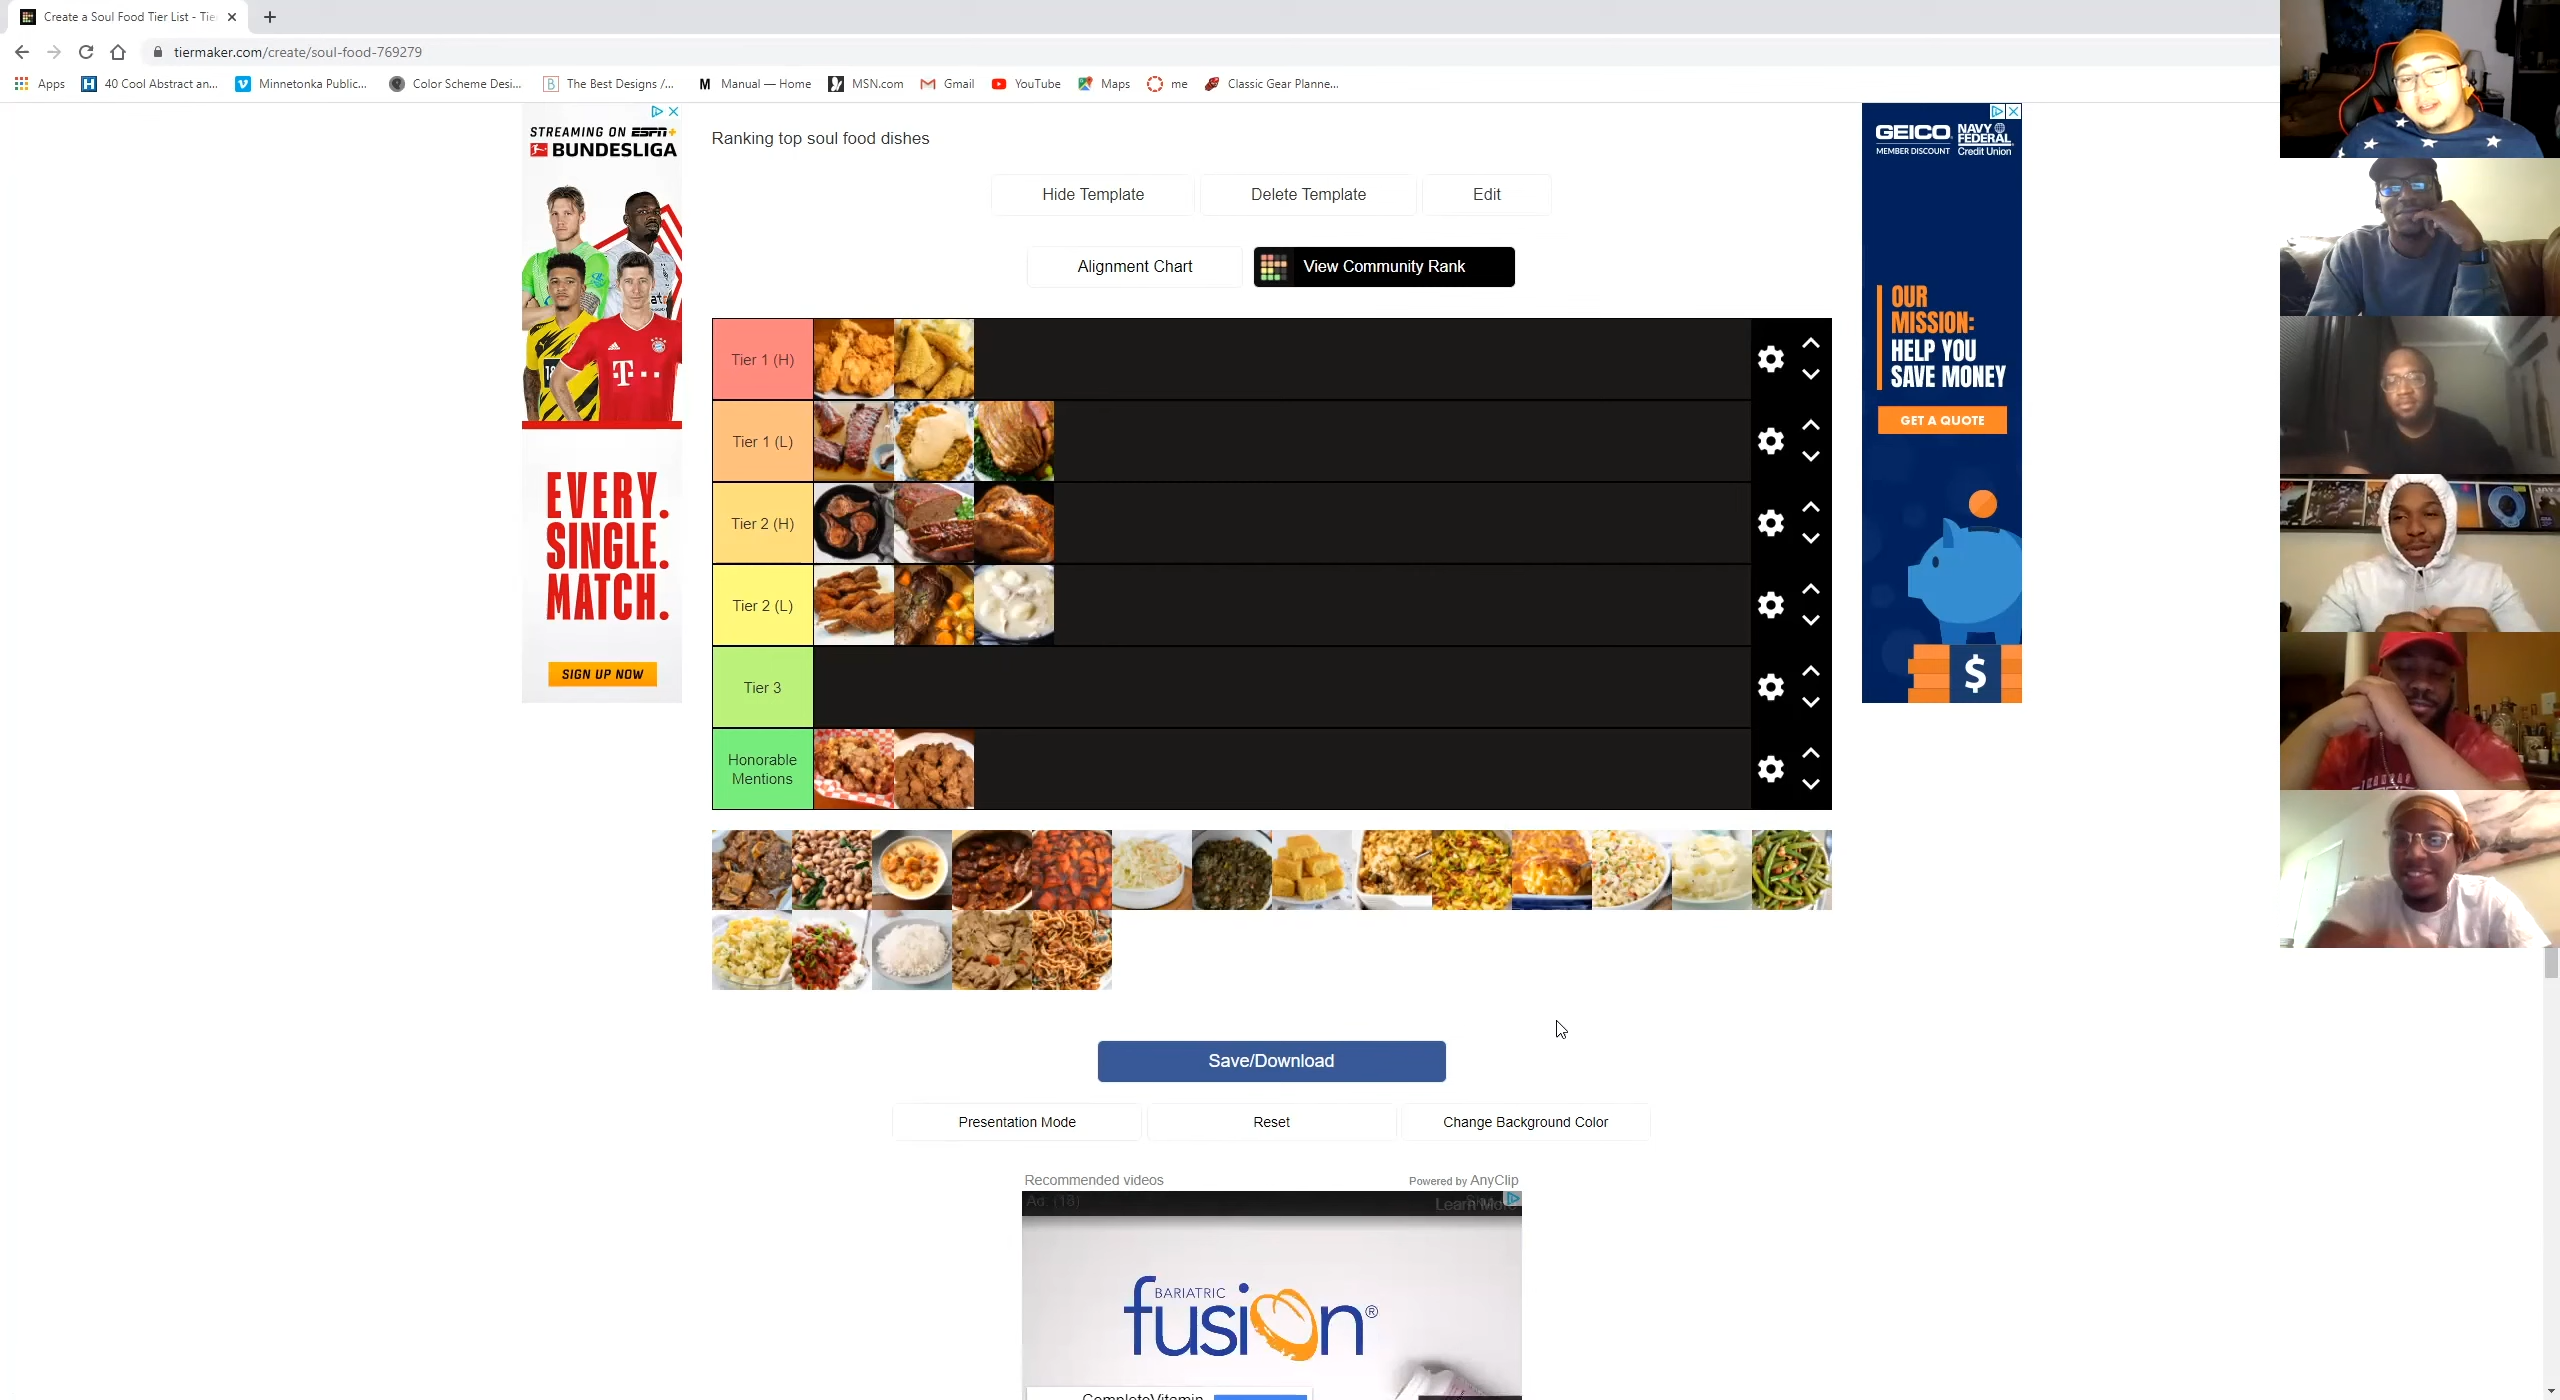 Create a Soul Food Tier List - Tie
tiermaker.com/create/soul-food-769279
Apps
40 Cool Abstract an...
Minnetonka Public...
Color Scheme Desi...
The Best Designs /...
M Manual — Home
MSN.com
Gmail
YouTube
Maps
me
Classic Gear Planne...
STREAMING ON ESPN+
BUNDESLIGA
EVERY.
SINGLE.
MATCH.
SIGN UP NOW
Ranking top soul food dishes
Hide Template
Delete Template
Edit
Alignment Chart
View Community Rank
Tier 1 (H)
Tier 1 (L)
Tier 2 (H)
Tier 2 (L)
Tier 3
Honorable
Mentions
Save/Download
Presentation Mode
Reset
Change Background Color
Recommended videos
Powered by AnyClip
Ad
Learn More
BARIATRIC
fusion®
CompleteVitamin
GEICO
MEMBER DISCOUNT
NAVY
FEDERAL
Credit Union
OUR
MISSION:
HELP YOU
SAVE MONEY
GET A QUOTE
$